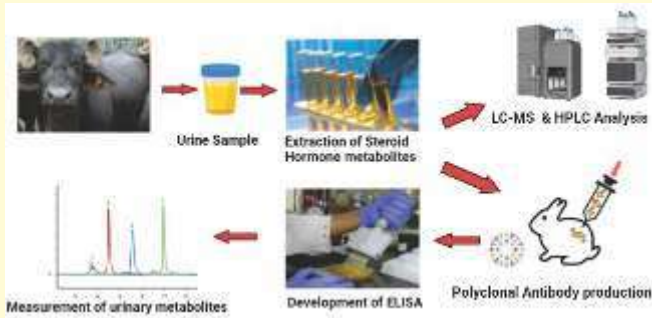 Urine Sample
Extraction of Steroid
Hormone metabolites
LC-MS & HPLC Analysis
Measurement of urinary metabolites
Development of ELISA
Polyclonal Antibody production